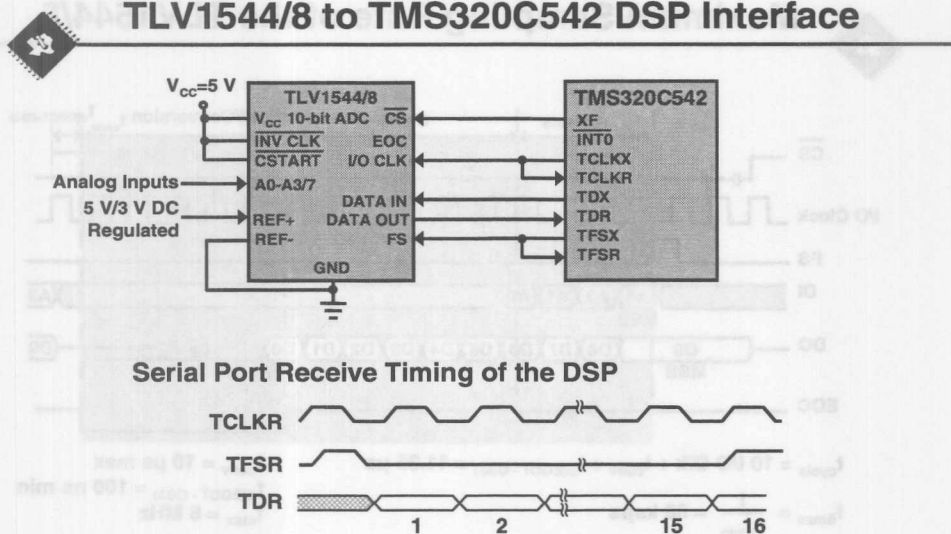 TLV1544/8 to TMS320C542 DSP Interface
V_CC=5 V
TLV1544/8
V_CC 10-bit ADC
CS
INV CLK
EOC
CSTART
I/O CLK
Analog Inputs
A0-A3/7
DATA IN
5 V/3 V DC
Regulated
REF+
DATA OUT
REF-
FS
GND
TMS320C542
XF
INT0
TCLKX
TCLKR
TDX
TDR
TFSX
TFSR
Serial Port Receive Timing of the DSP
TCLKR
TFSR
TDR
1 2 15 16